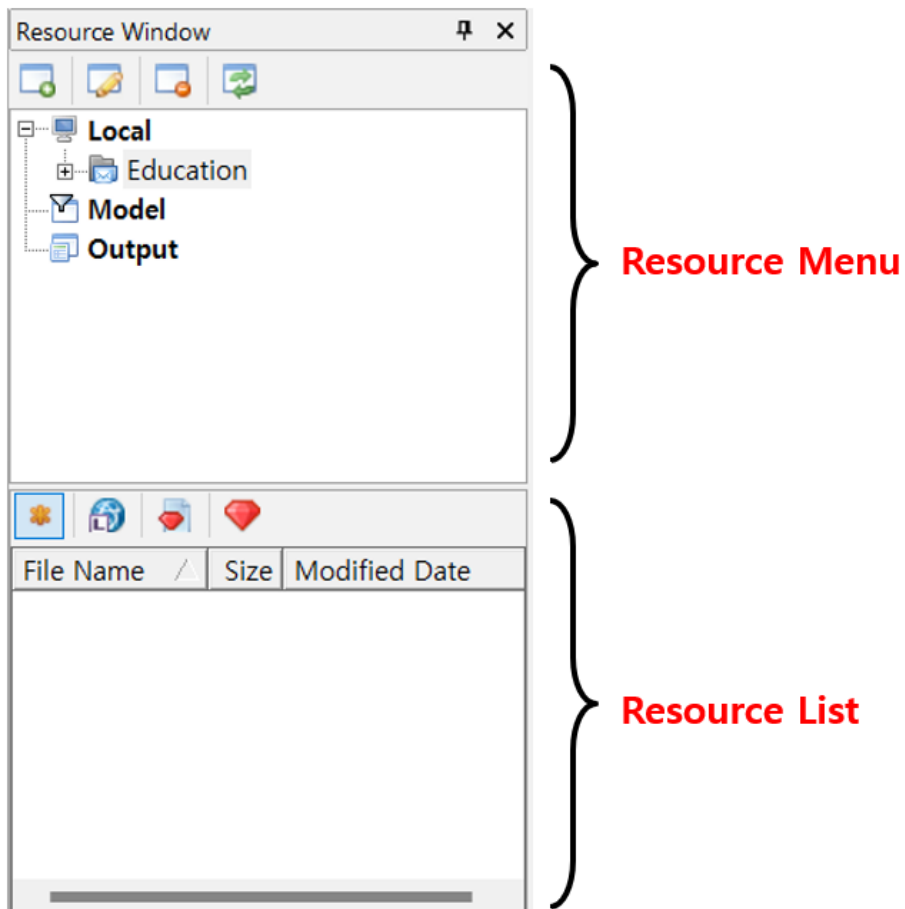 Resource Window
Local
Education
Model
Output
Resource Menu
File Name Size Modified Date
Resource List